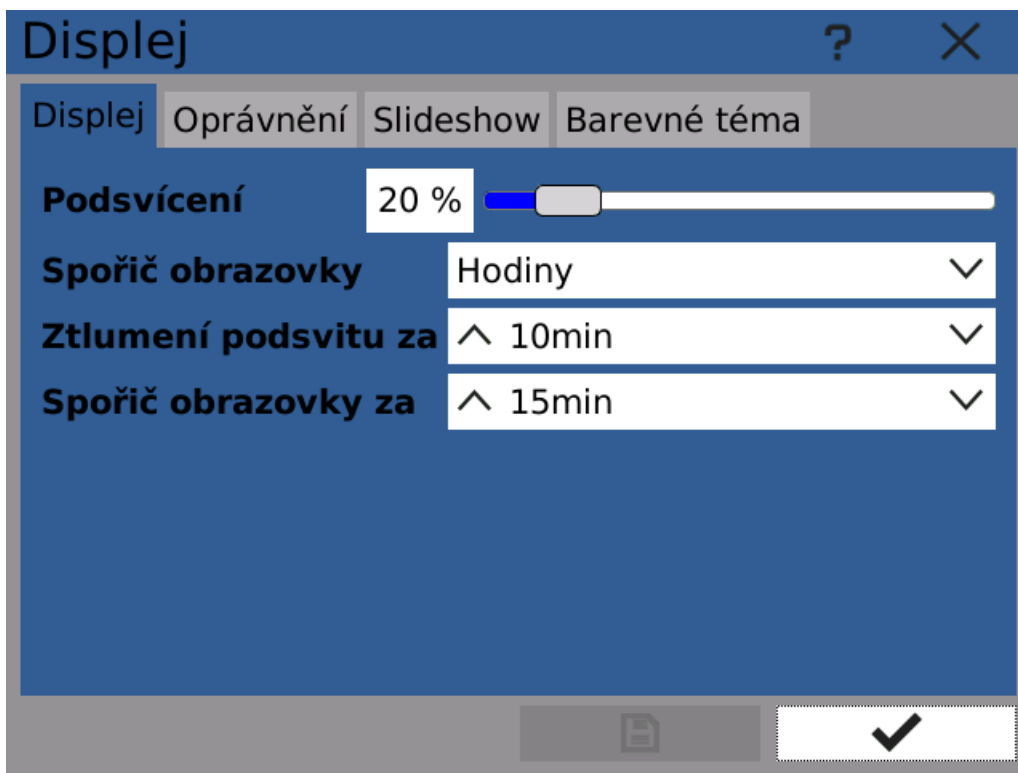 Displej ?
Displej Oprávnění Slideshow Barevné téma
Podsvícení 20 %
Spořič obrazovky Hodiny
Ztlumení podsvitu za 10min
Spořič obrazovky za 15min